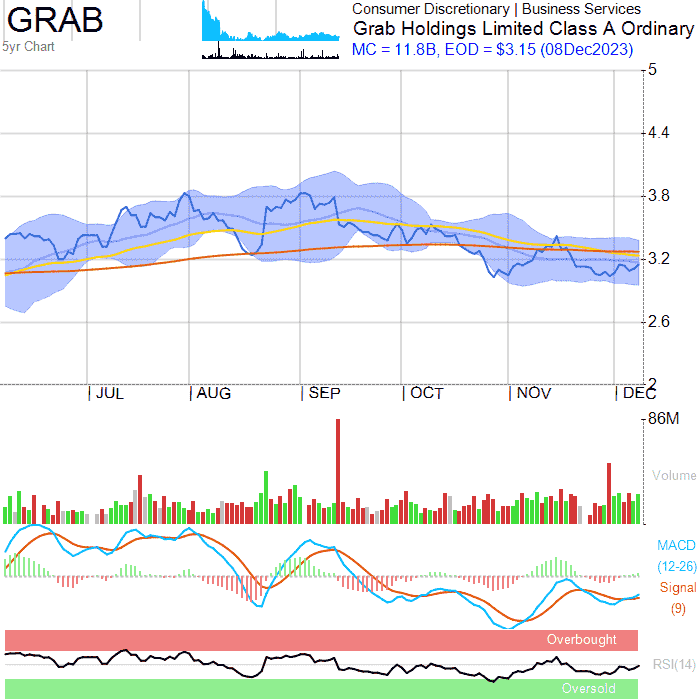 GRAB
5yr Chart
Consumer Discretionary | Business Services
Grab Holdings Limited Class A Ordinary
MC = 11.8B, EOD = $3.15 (08Dec2023)
5
4.4
3.8
3.2
2.6
2
JUL
AUG
SEP
OCT
NOV
DEC
86M
Volume
MACD
(12-26)
Signal
(9)
Overbought
RSI(14)
Oversold